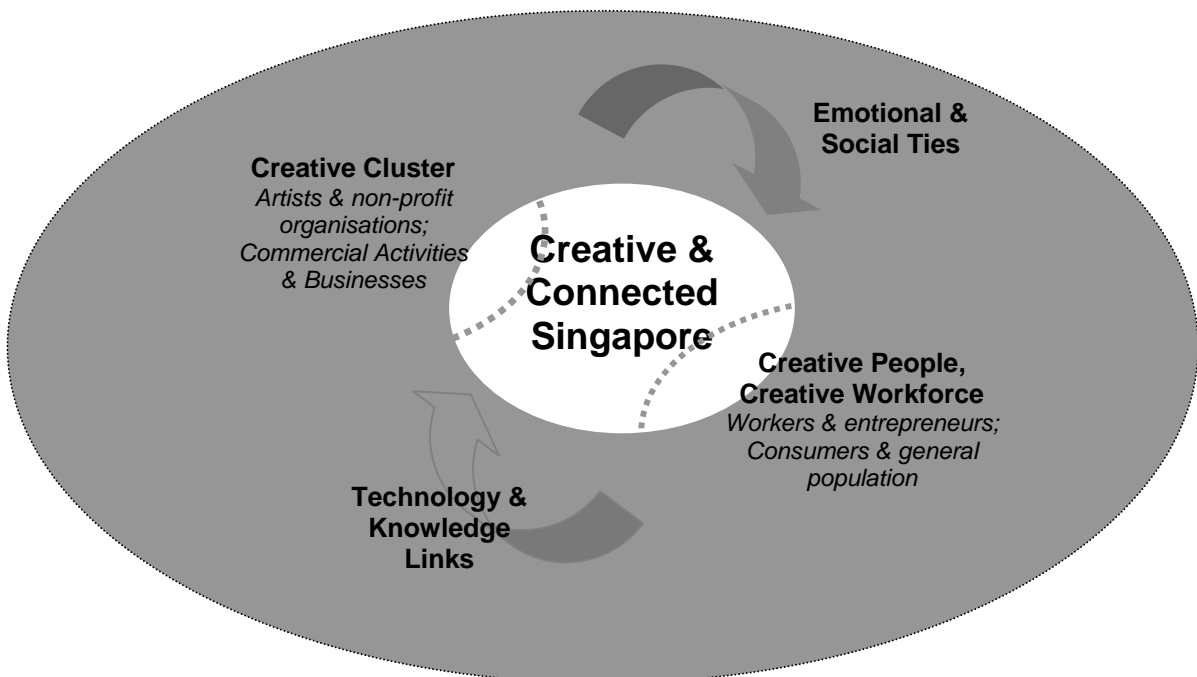 Emotional &
Social Ties
Creative Cluster
Artists & non-profit
organisations;
Commercial Activities
& Businesses
Creative &
Connected
Singapore
Creative People,
Creative Workforce
Workers & entrepreneurs;
Consumers & general
population
Technology &
Knowledge
Links